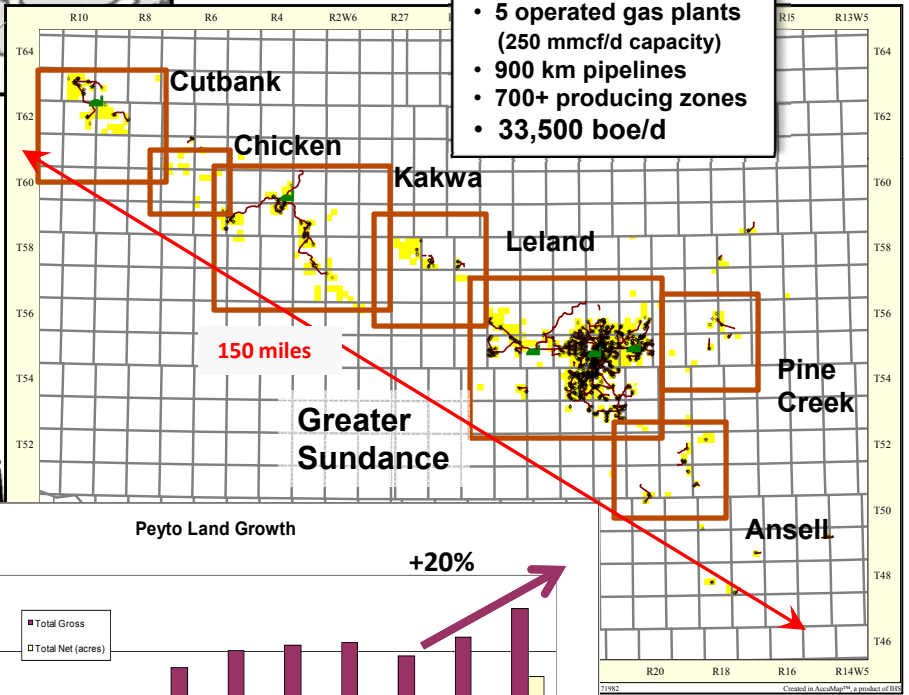 • 5 operated gas plants
(250 mmcf/d capacity)
• 900 km pipelines
• 700+ producing zones
• 33,500 boe/d
R10 R8 R6 R4 R2W6 R27 R15 R13W5
T64 T64
Cutbank
T62 T62
Chicken
Kakwa
T60 T60
Leland
T58 T58
T56 T56
150 miles
Pine
Creek
T54 T54
Greater
Sundance
T52 T52
T50
Ansell
Peyto Land Growth
+20%
T48
Total Gross
Total Net (acres)
T46
R20 R18 R16 R14W5
71982 Created in AccuMap™, a product of IHS